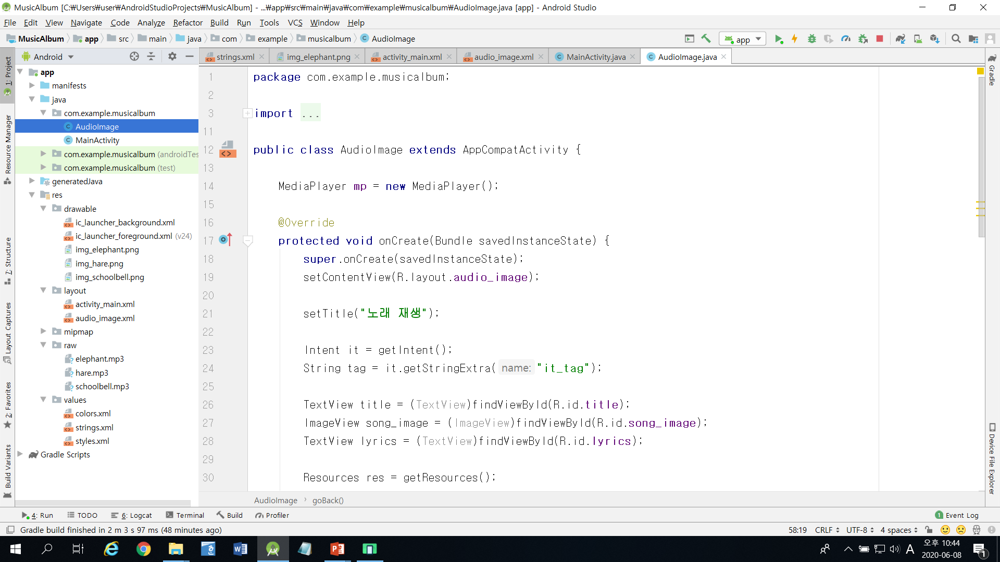 MusicAlbum [C:₩Users₩user₩AndroidStudioProjects₩MusicAlbum] - ...₩app₩src₩main₩java₩com₩example₩musicalbum₩AudioImage.java [app] - Android Studio
File Edit View Navigate Code Analyze Refactor Build Run Tools VCS Window Help
MusicAlbum app src main java com example musicalbum AudioImage app
Android
strings.xml img_elephant.png activity_main.xml audio_image.xml MainActivity.java AudioImage.java
1: Project
Resource Manager
7: Structure
Layout Captures
2: Favorites
Build Variants
app
manifests
java
com.example.musicalbum
AudioImage
MainActivity
com.example.musicalbum (androidTes
com.example.musicalbum (test)
generatedJava
res
drawable
ic_launcher_background.xml
ic_launcher_foreground.xml (v24)
img_elephant.png
img_hare.png
img_schoolbell.png
layout
activity_main.xml
audio_image.xml
mipmap
raw
elephant.mp3
hare.mp3
schoolbell.mp3
values
colors.xml
strings.xml
styles.xml
Gradle Scripts
1 package com.example.musicalbum;
2
3 import ...
11
12 public class AudioImage extends AppCompatActivity {
13
14 MediaPlayer mp = new MediaPlayer();
15
16 @Override
17 protected void onCreate(Bundle savedInstanceState) {
18 super.onCreate(savedInstanceState);
19 setContentView(R.layout.audio_image);
20
21 setTitle("노래 재생");
22
23 Intent it = getIntent();
24 String tag = it.getStringExtra( name: "it_tag");
25
26 TextView title = (TextView)findViewById(R.id.title);
27 ImageView song_image = (ImageView)findViewById(R.id.song_image);
28 TextView lyrics = (TextView)findViewById(R.id.lyrics);
29
30 Resources res = getResources();
AudioImage › goBack()
Gradle
Device File Explorer
4: Run TODO 6: Logcat Terminal Build Profiler 1 Event Log
Gradle build finished in 2 m 3 s 97 ms (48 minutes ago) 58:19 CRLF UTF-8 4 spaces
A 오후 10:44
2020-06-08
1